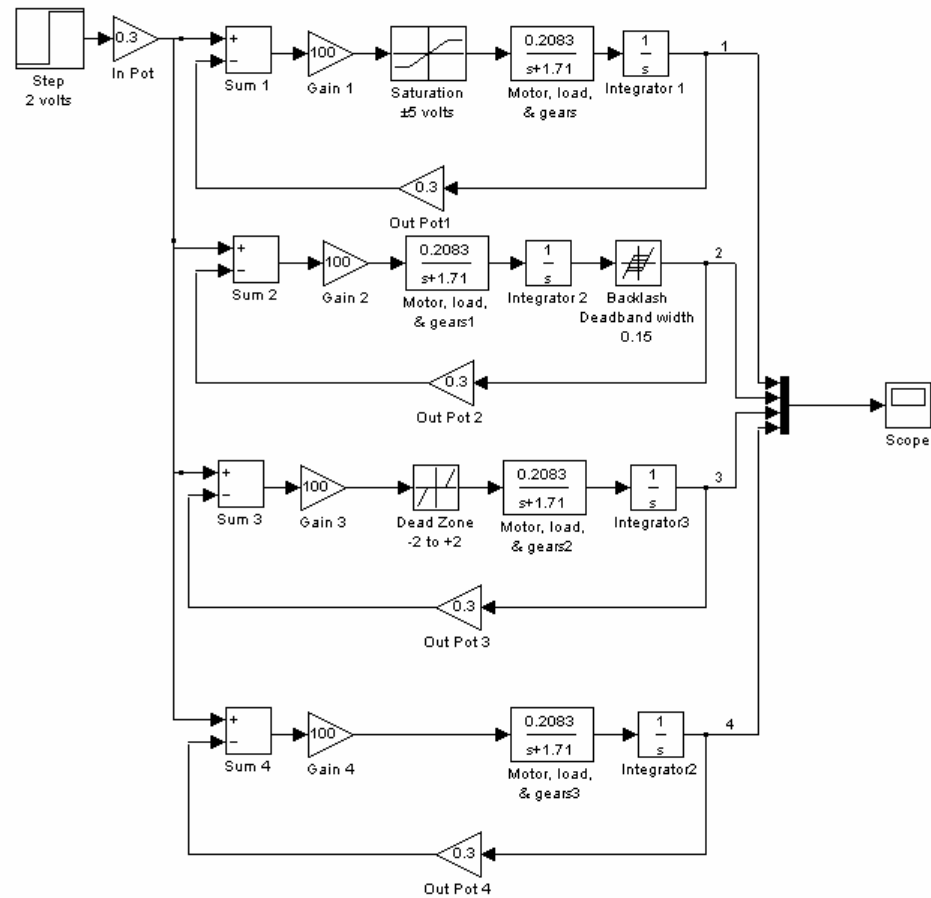 Step
2 volts
0.3
In Pot
+
−
Sum 1
100
Gain 1
Saturation
±5 volts
0.2083
s+1.71
Motor, load,
& gears
1
s
Integrator 1
1
0.3
Out Pot1
+
−
Sum 2
100
Gain 2
0.2083
s+1.71
Motor, load,
& gears1
1
s
Integrator 2
Backlash
Deadband width
0.15
2
0.3
Out Pot 2
Scope
+
−
Sum 3
100
Gain 3
Dead Zone
-2 to +2
0.2083
s+1.71
Motor, load,
& gears2
1
s
Integrator3
3
0.3
Out Pot 3
+
−
Sum 4
100
Gain 4
0.2083
s+1.71
Motor, load,
& gears3
1
s
Integrator2
4
0.3
Out Pot 4